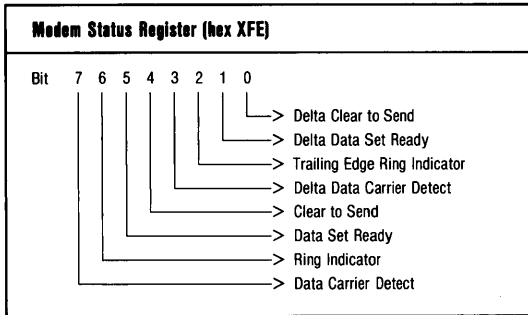 Modem Status Register (hex XFE)
Bit 7 6 5 4 3 2 1 0
Delta Clear to Send
Delta Data Set Ready
Trailing Edge Ring Indicator
Delta Data Carrier Detect
Clear to Send
Data Set Ready
Ring Indicator
Data Carrier Detect